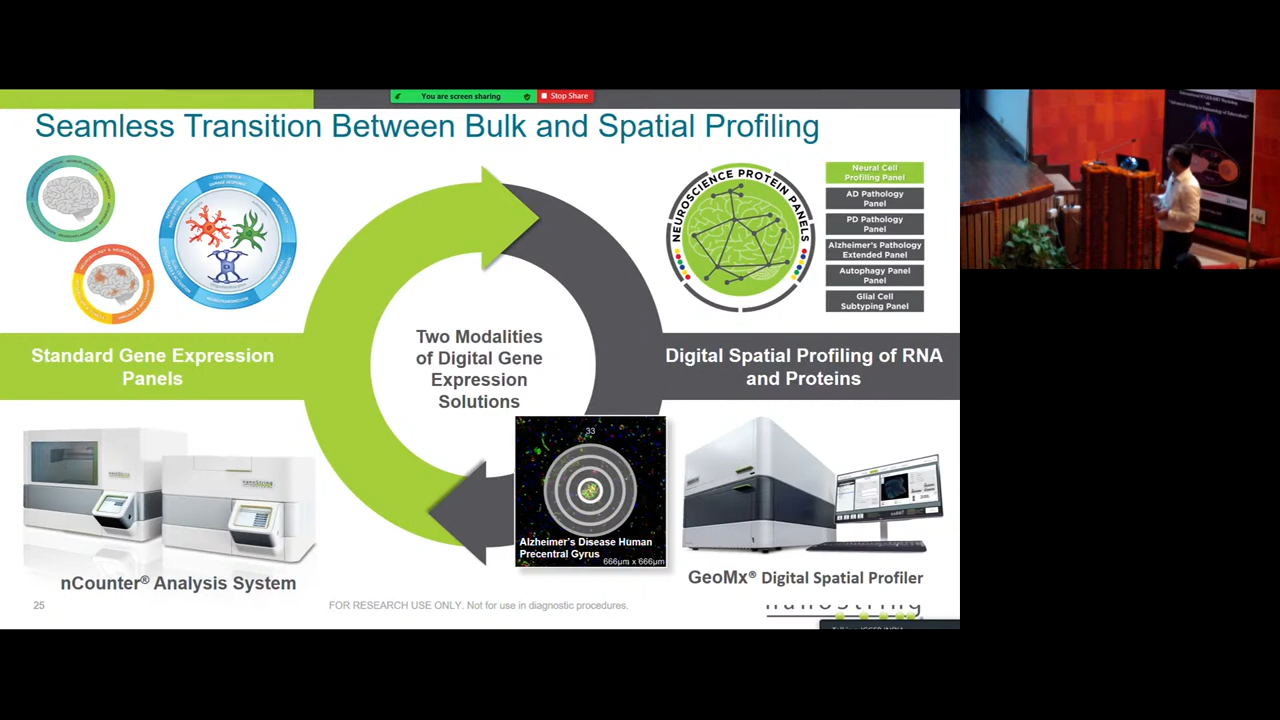 You are screen sharing
Stop Share
Seamless Transition Between Bulk and Spatial Profiling
NEUROSCIENCE PROTEIN PANELS
Neural Cell
Profiling Panel
AD Pathology
Panel
PD Pathology
Panel
Alzheimer's Pathology
Extended Panel
Autophagy Panel
Panel
Glial Cell
Subtyping Panel
Two Modalities
of Digital Gene
Expression
Solutions
Standard Gene Expression
Panels
Digital Spatial Profiling of RNA
and Proteins
33
Alzheimer's Disease Human
Precentral Gyrus
666µm x 666µm
nanoString
nCounter® Analysis System
GeoMx® Digital Spatial Profiler
25
FOR RESEARCH USE ONLY. Not for use in diagnostic procedures.
nanoString